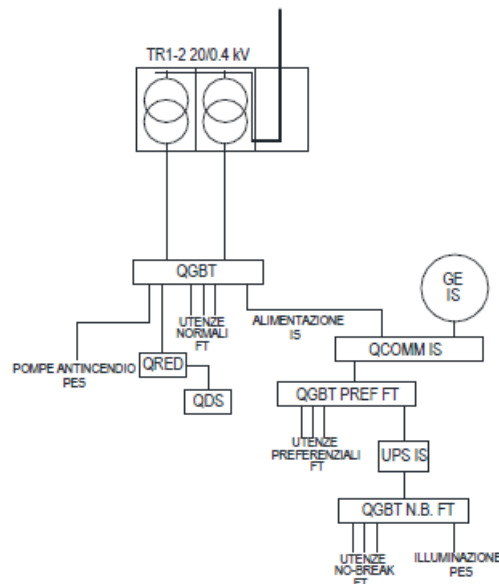 TR1-2 20/0.4 kV
QGBT
GE
IS
UTENZE
NORMALI
FT
ALIMENTAZIONE
IS
POMPE ANTINCENDIO
PES
QRED
QDS
QCOMM IS
QGBT PREF FT
UTENZE
PREFERENZIALI
FT
UPS IS
QGBT N.B. FT
UTENZE
NO-BREAK
FT
ILLUMINAZIONE
PES